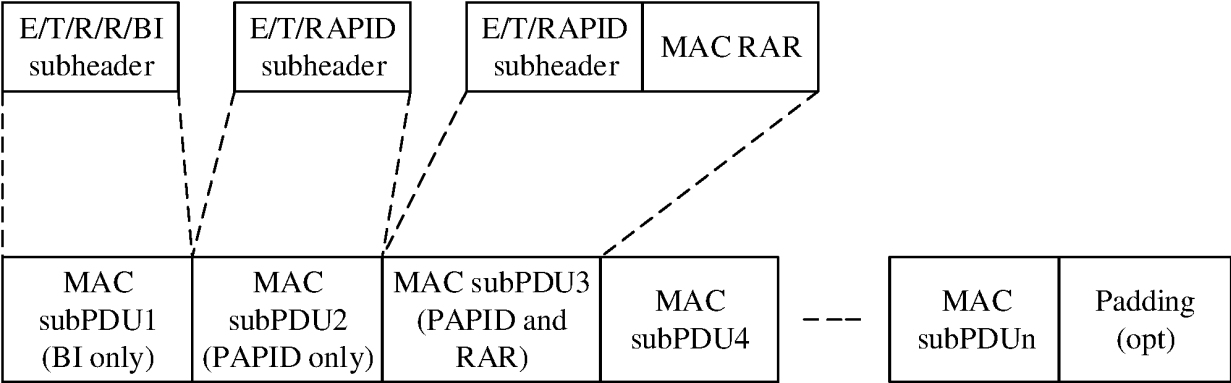 E/T/R/R/BI
subheader
E/T/RAPID
subheader
E/T/RAPID
subheader
MAC RAR
MAC
subPDU1
(BI only)
MAC
subPDU2
(PAPID only)
MAC subPDU3
(PAPID and
RAR)
MAC
subPDU4
MAC
subPDUn
Padding
(opt)